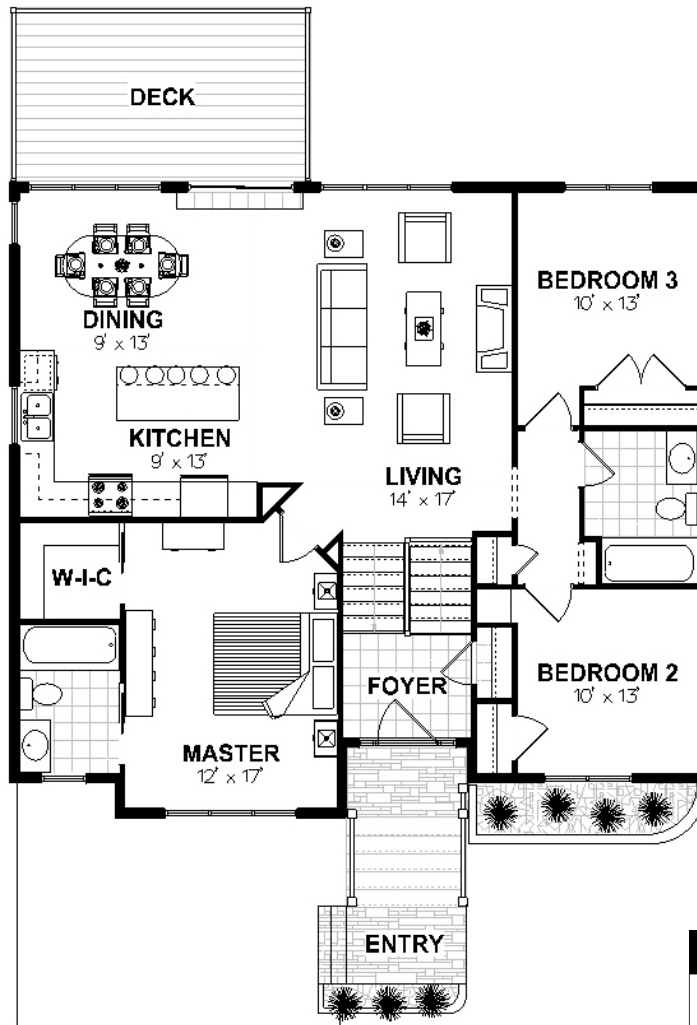 DECK
BEDROOM 3
10' x 13'
DINING
9' x 13'
KITCHEN
9' x 13'
LIVING
14' x 17'
W-I-C
FOYER
BEDROOM 2
10' x 13'
MASTER
12' x 17'
ENTRY